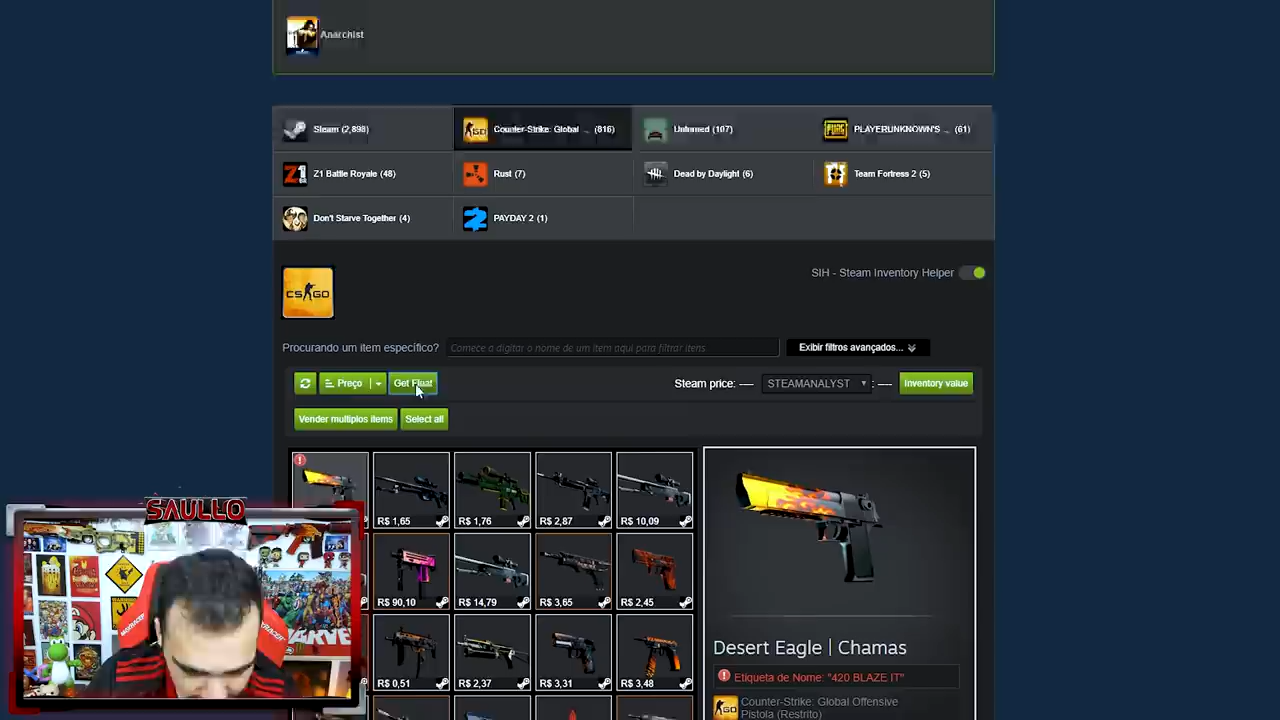 Anarchist
Steam (2,898)
Counter-Strike: Global ... (816)
Unturned (107)
PLAYERUNKNOWN'S ... (61)
Z1 Battle Royale (48)
Rust (7)
Dead by Daylight (6)
Team Fortress 2 (5)
Don't Starve Together (4)
PAYDAY 2 (1)
CS GO
SIH - Steam Inventory Helper
Procurando um item específico?
Comece a digitar o nome de um item aqui para filtrar itens
Exibir filtros avançados...
Preço
Get Float
Steam price: ----
STEAMANALYST
: ----
Inventory value
Vender multiplos items
Select all
R$ 1,65
R$ 1,76
R$ 2,87
R$ 10,09
R$ 90,10
R$ 14,79
R$ 3,65
R$ 2,45
R$ 0,51
R$ 2,37
R$ 3,31
R$ 3,48
Desert Eagle | Chamas
Etiqueta de Nome: "420 BLAZE IT"
Counter-Strike: Global Offensive
Pistola (Restrito)
SAULLO
MARVEL